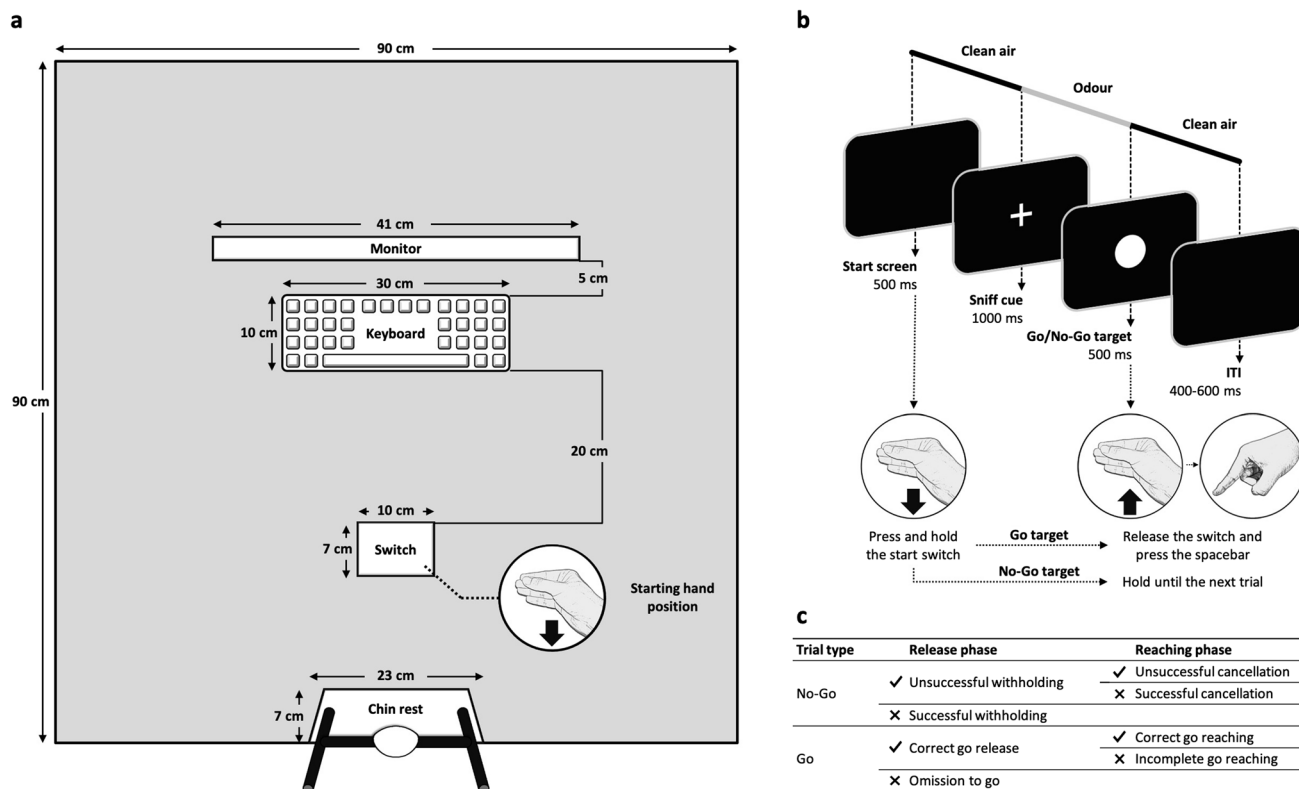 a
90 cm
90 cm
41 cm
Monitor
5 cm
30 cm
10 cm
Keyboard
20 cm
10 cm
7 cm
Switch
Starting hand
position
23 cm
7 cm
Chin rest
b
Clean air
Odour
Clean air
Start screen
500 ms
Sniff cue
1000 ms
Go/No-Go target
500 ms
ITI
400-600 ms
Press and hold
the start switch
Go target
Release the switch and
press the spacebar
No-Go target
Hold until the next trial
c
Trial type Release phase Reaching phase
No-Go ✓ Unsuccessful withholding ✓ Unsuccessful cancellation
✕ Successful cancellation
✕ Successful withholding
Go ✓ Correct go release ✓ Correct go reaching
✕ Incomplete go reaching
✕ Omission to go